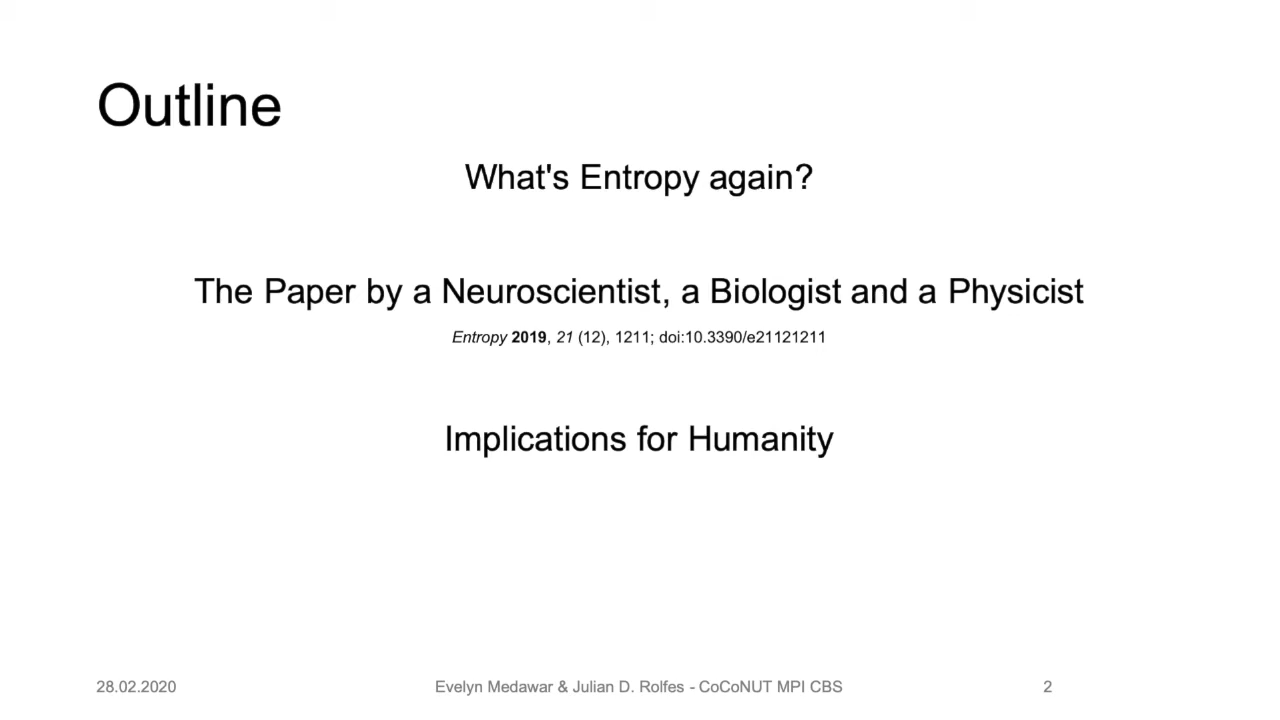 Outline
What's Entropy again?
The Paper by a Neuroscientist, a Biologist and a Physicist
Entropy 2019, 21 (12), 1211; doi:10.3390/e21121211
Implications for Humanity
28.02.2020
Evelyn Medawar & Julian D. Rolfes - CoCoNUT MPI CBS
2